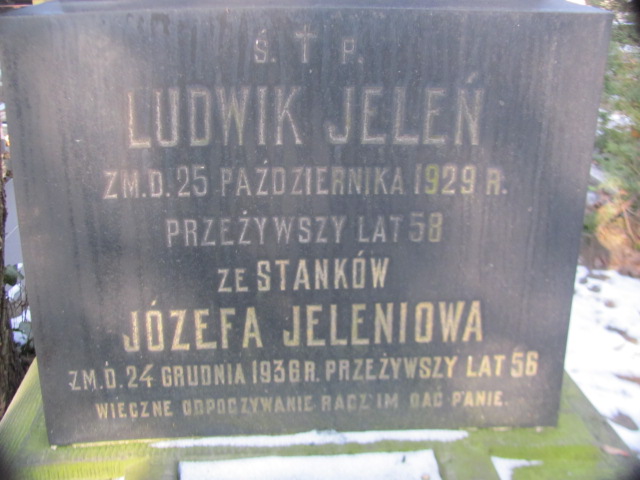 Ś. † P.
LUDWIK JELEŃ
ZM. D. 25 PAŹDZIERNIKA 1929 R.
PRZEŻYWSZY LAT 58
ZE STANKÓW
JÓZEFA JELENIOWA
ZM. D. 24 GRUDNIA 1936 R. PRZEŻYWSZY LAT 56
WIECZNE ODPOCZYWANIE RACZ IM DAĆ PANIE.